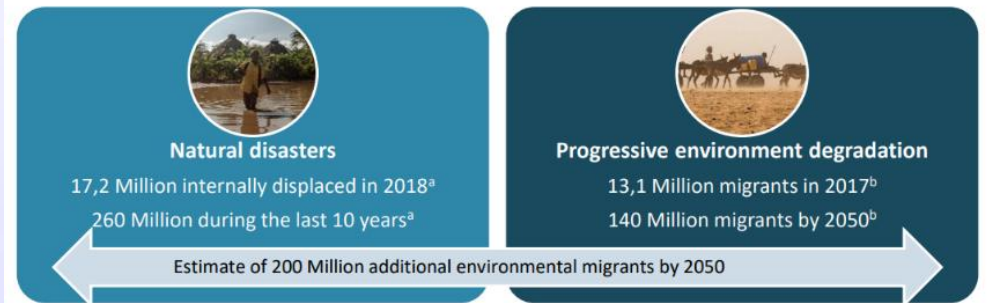 Natural disasters
17,2 Million internally displaced in 2018ᵃ
260 Million during the last 10 yearsᵃ
Progressive environment degradation
13,1 Million migrants in 2017ᵇ
140 Million migrants by 2050ᵇ
Estimate of 200 Million additional environmental migrants by 2050